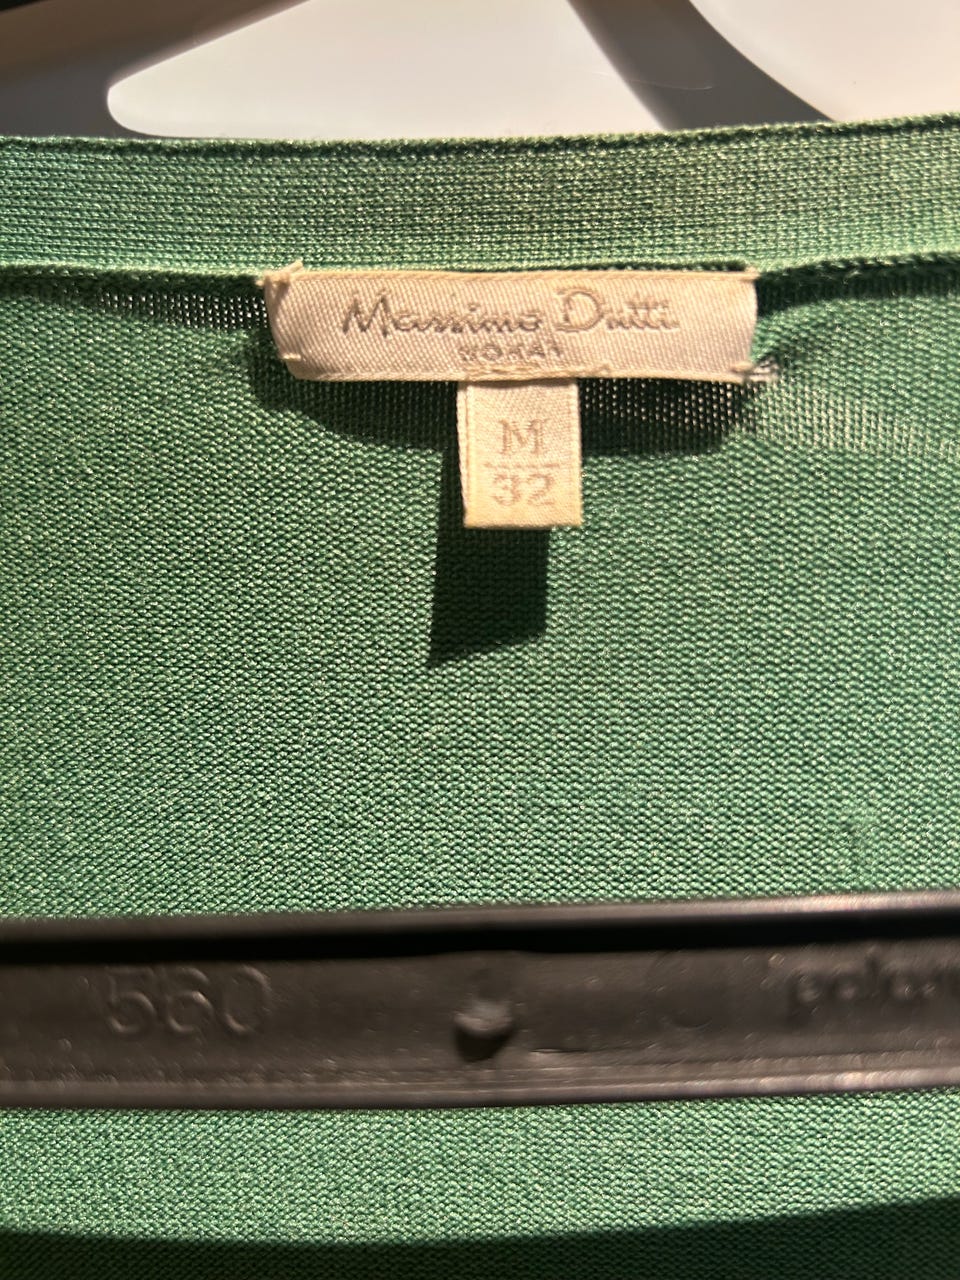 Massimo Dutti
WOMAN
M
32
560